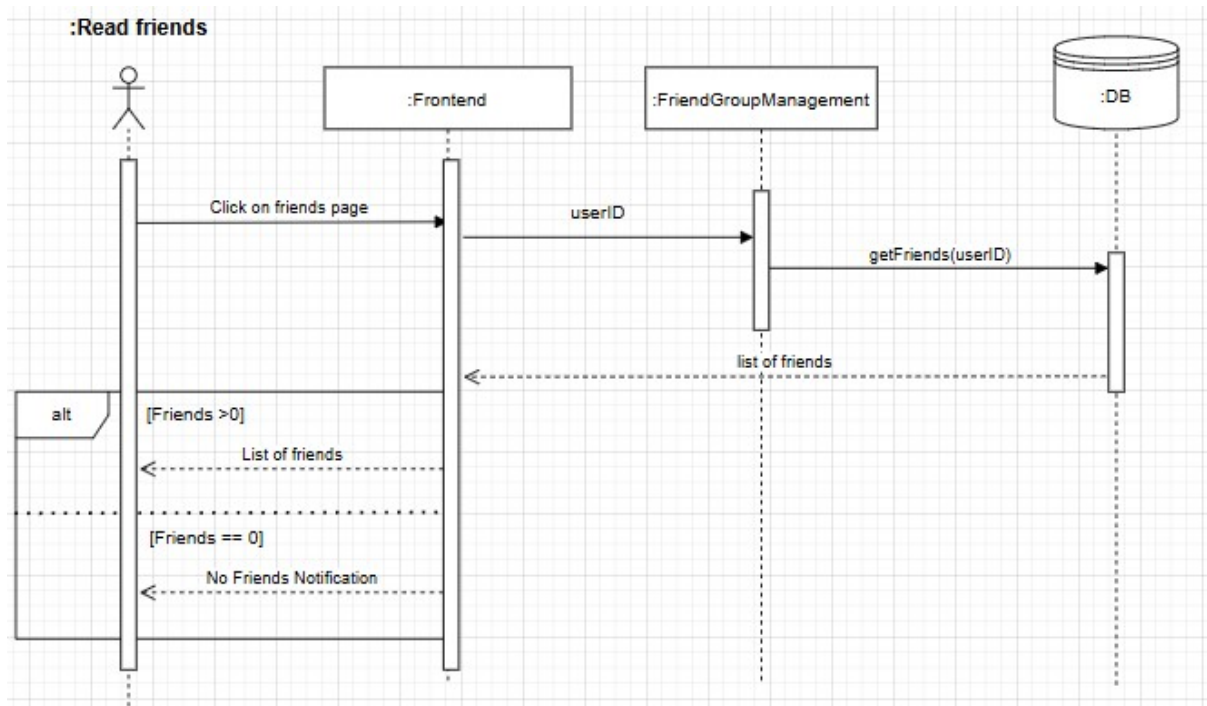 :Read friends
:Frontend
:FriendGroupManagement
:DB
Click on friends page
userID
getFriends(userID)
list of friends
alt
[Friends >0]
List of friends
[Friends == 0]
No Friends Notification